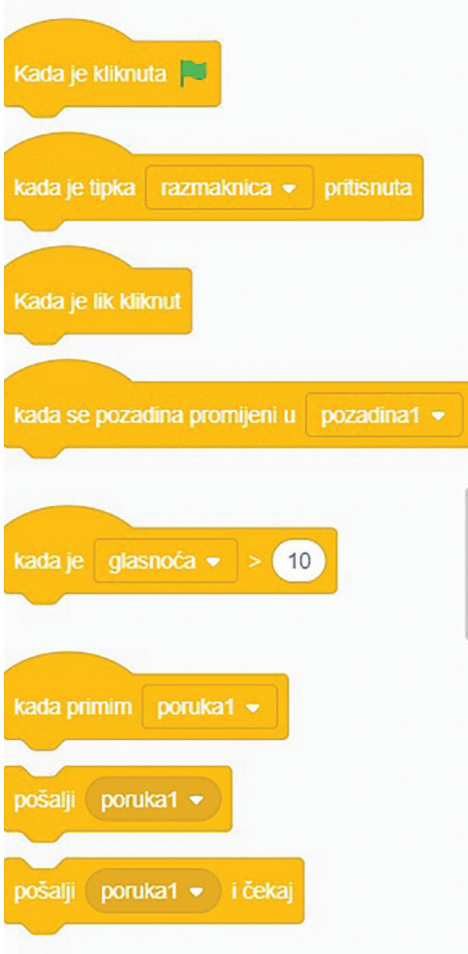 Kada je kliknuta
kada je tipka razmaknica pritisnuta
Kada je lik kliknut
kada se pozadina promijeni u pozadina1
kada je glasnoća > 10
kada primim poruka1
pošalji poruka1
pošalji poruka1 i čekaj